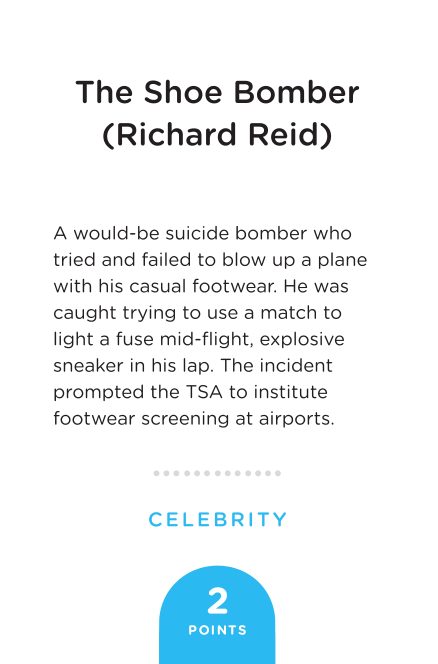 The Shoe Bomber
(Richard Reid)
A would-be suicide bomber who
tried and failed to blow up a plane
with his casual footwear. He was
caught trying to use a match to
light a fuse mid-flight, explosive
sneaker in his lap. The incident
prompted the TSA to institute
footwear screening at airports.
CELEBRITY
2
POINTS